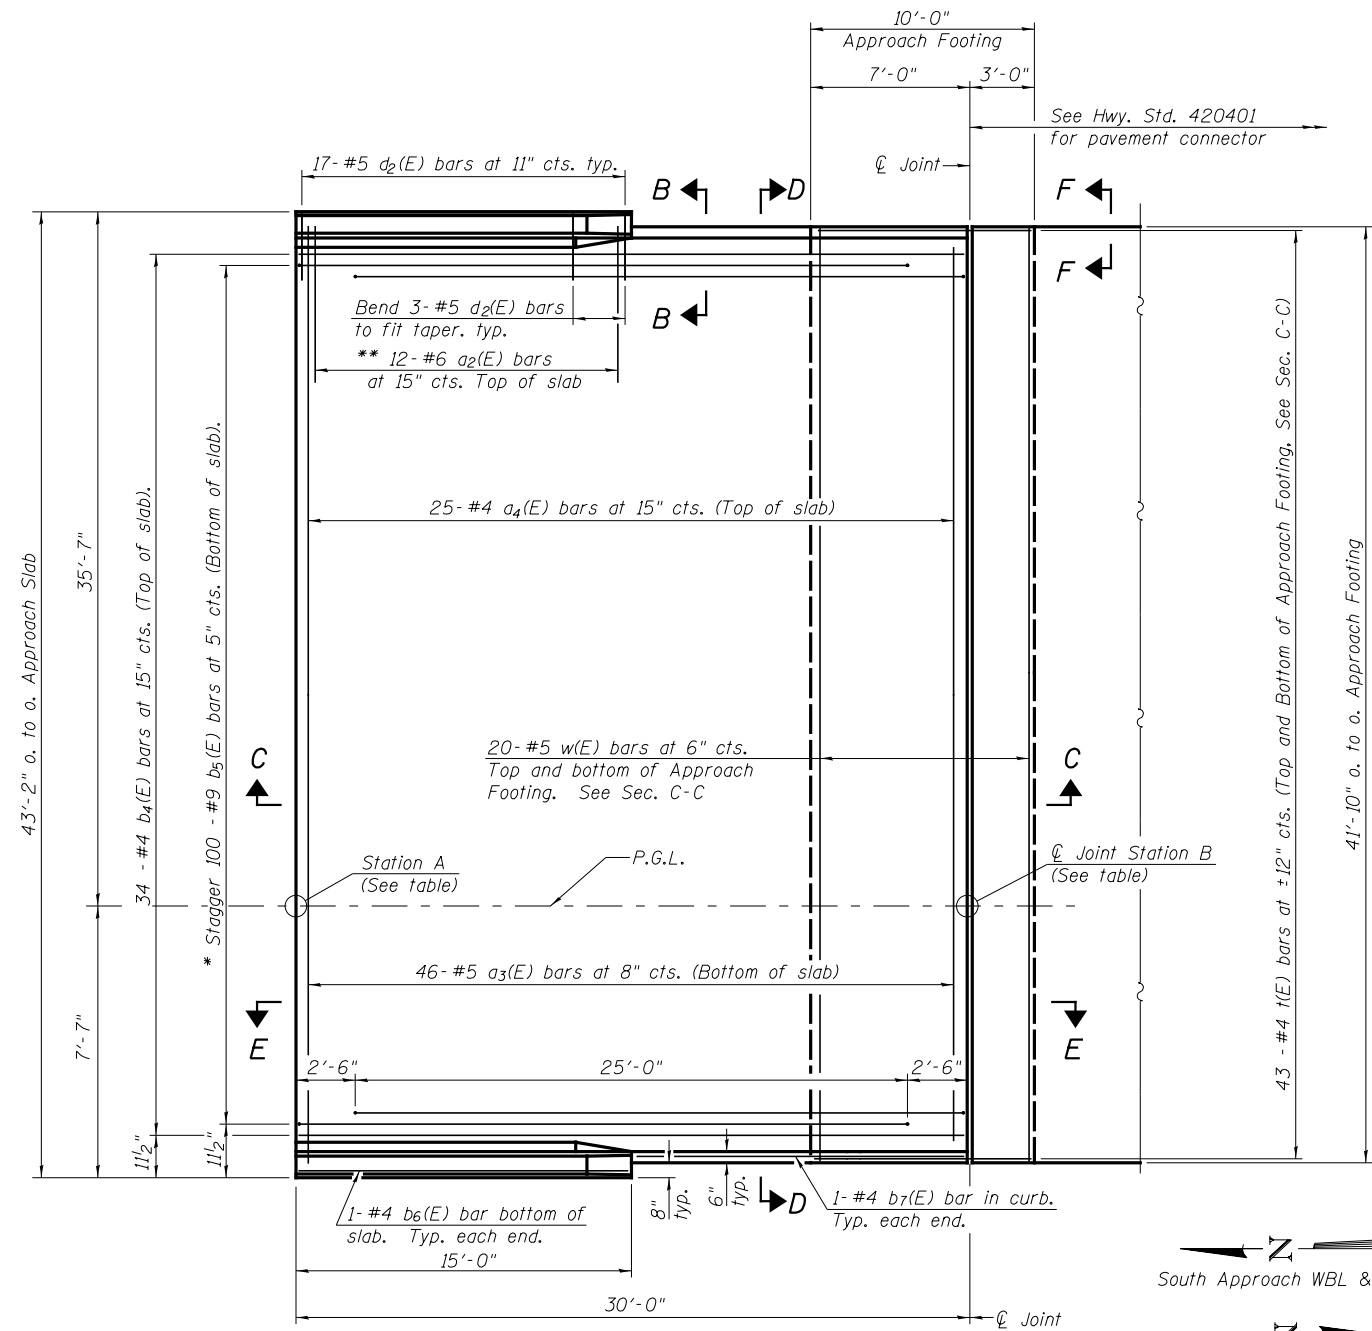 10'-0"
Approach Footing
7'-0"
3'-0"
See Hwy. Std. 420401
for pavement connector
℄ Joint
17-#5 d2(E) bars at 11" cts. typ.
B
D
F
F
B
Bend 3-#5 d2(E) bars
to fit taper. typ.
** 12-#6 a2(E) bars
at 15" cts. Top of slab
43'-2" o. to o. Approach Slab
35'-7"
34 - #4 b4(E) bars at 15" cts. (Top of slab).
* Stagger 100 - #9 b5(E) bars at 5" cts. (Bottom of slab).
25-#4 a4(E) bars at 15" cts. (Top of slab)
43 - #4 t(E) bars at ±12" cts. (Top and Bottom of Approach Footing, See Sec. C-C)
41'-10" o. to o. Approach Footing
20-#5 w(E) bars at 6" cts.
Top and bottom of Approach
Footing. See Sec. C-C
C
C
Station A
(See table)
P.G.L.
℄ Joint Station B
(See table)
46-#5 a3(E) bars at 8" cts. (Bottom of slab)
7'-7"
E
E
2'-6"
25'-0"
2'-6"
11½"
11½"
8"
typ.
6"
typ.
D
1-#4 b7(E) bar in curb.
Typ. each end.
1-#4 b6(E) bar bottom of
slab. Typ. each end.
15'-0"
30'-0"
℄ Joint
N
South Approach WBL &
N